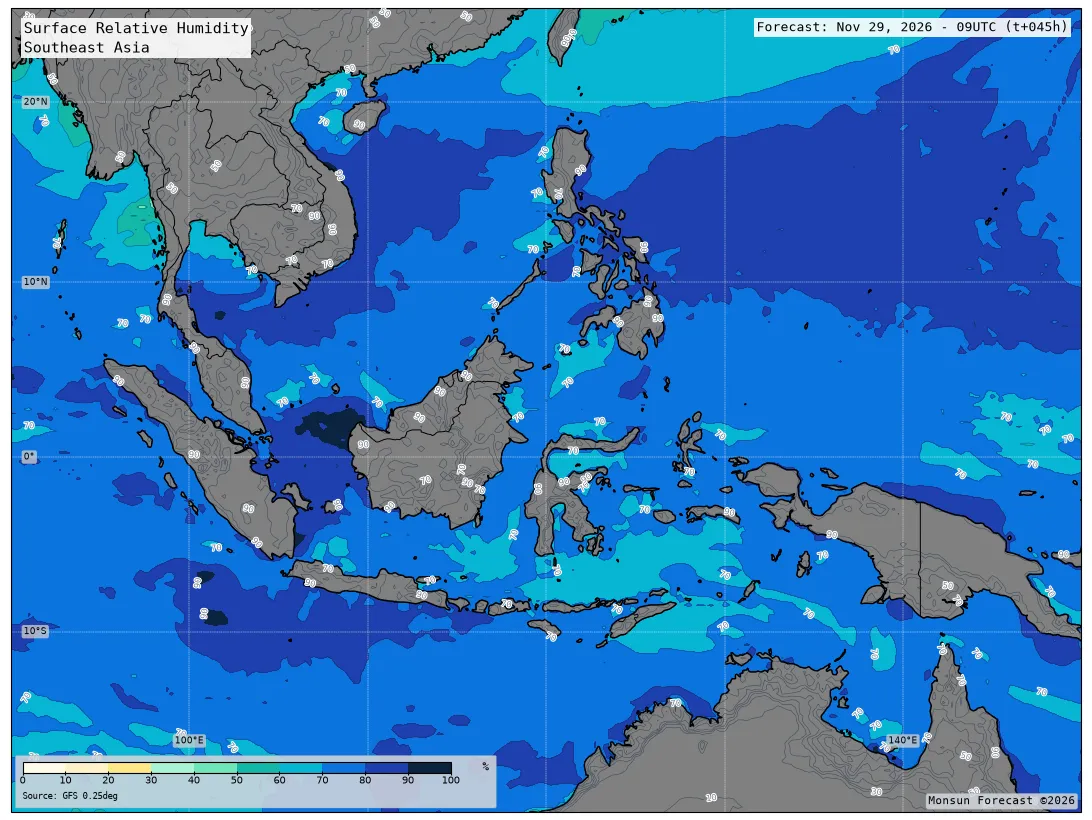 Surface Relative Humidity
Southeast Asia
Forecast: Nov 29, 2026 - 09UTC (t+045h)
20°N
10°N
0°
10°S
100°E
140°E
%
0 10 20 30 40 50 60 70 80 90 100
Source: GFS 0.25deg
Monsun Forecast ©2026